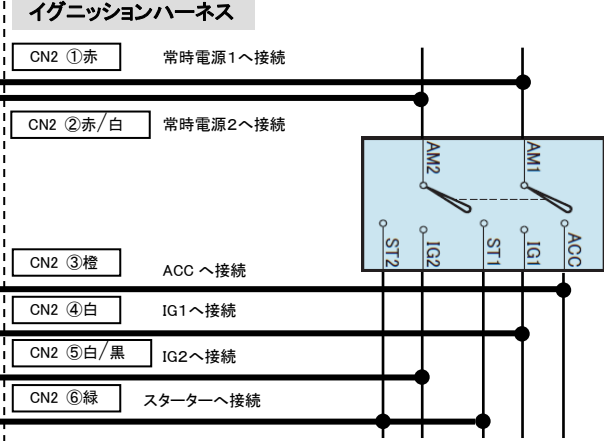 イグニッションハーネス
CN2 ①赤
常時電源1へ接続
CN2 ②赤/白
常時電源2へ接続
AM2
AM1
ST2
IG2
ST1
IG1
ACC
CN2 ③橙
ACC へ接続
CN2 ④白
IG1へ接続
CN2 ⑤白/黒
IG2へ接続
CN2 ⑥緑
スターターへ接続